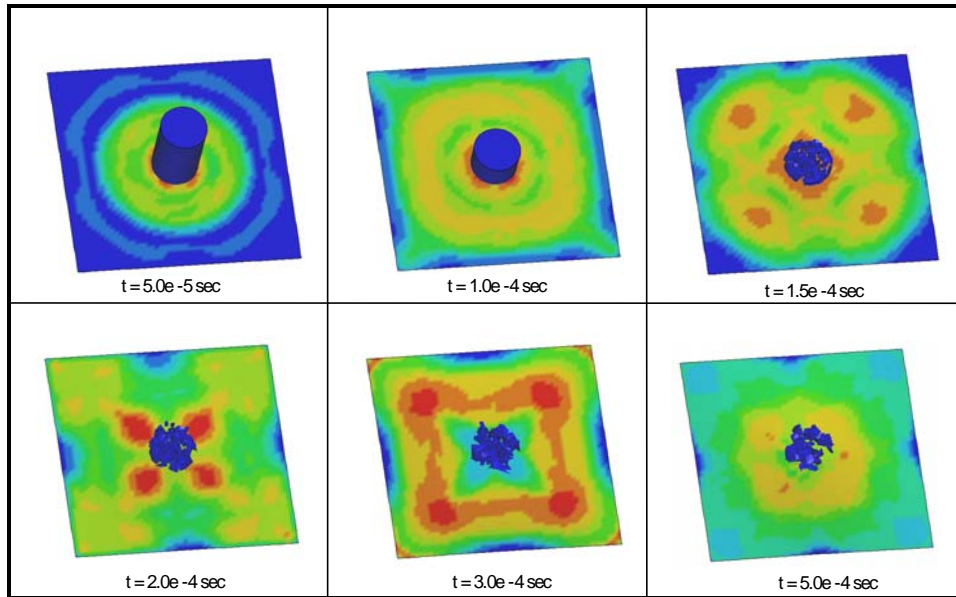 t = 5.0e -5 sec
t = 1.0e -4 sec
t = 1.5e -4 sec
t = 2.0e -4 sec
t = 3.0e -4 sec
t = 5.0e -4 sec